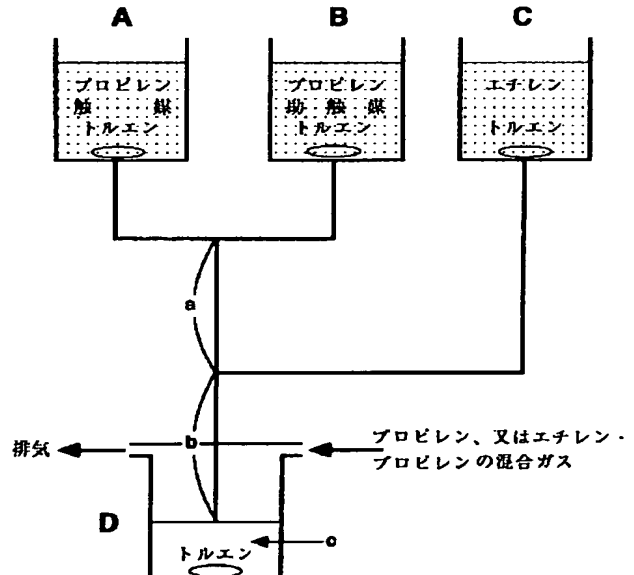 A
B
C
プロピレン
触 媒
トルエン
プロピレン
助 触 媒
トルエン
エチレン
トルエン
a
b
排気
プロピレン、又はエチレン・
プロピレンの混合ガス
D
c
トルエン